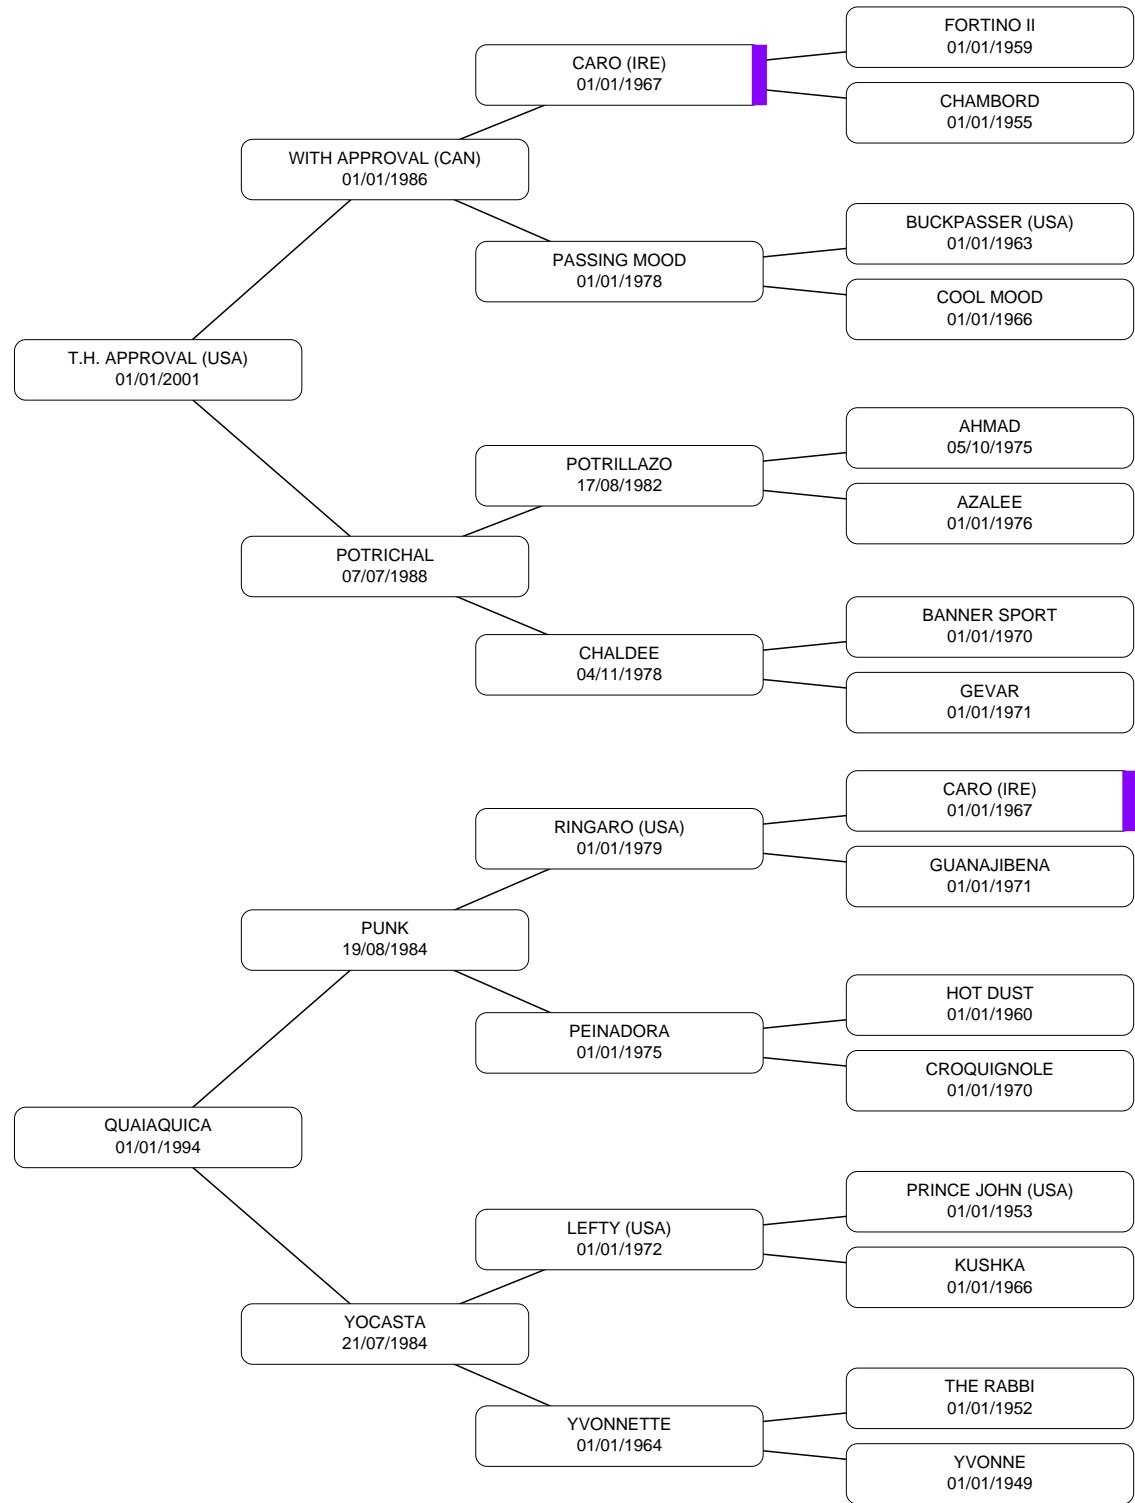 FORTINO II
01/01/1959
CARO (IRE)
01/01/1967
CHAMBORD
01/01/1955
WITH APPROVAL (CAN)
01/01/1986
BUCKPASSER (USA)
01/01/1963
PASSING MOOD
01/01/1978
COOL MOOD
01/01/1966
T.H. APPROVAL (USA)
01/01/2001
AHMAD
05/10/1975
POTRILLAZO
17/08/1982
AZALEE
01/01/1976
POTRICHAL
07/07/1988
BANNER SPORT
01/01/1970
CHALDEE
04/11/1978
GEVAR
01/01/1971
CARO (IRE)
01/01/1967
RINGARO (USA)
01/01/1979
GUANAJIBENA
01/01/1971
PUNK
19/08/1984
HOT DUST
01/01/1960
PEINADORA
01/01/1975
CROQUIGNOLE
01/01/1970
QUAIAQUICA
01/01/1994
PRINCE JOHN (USA)
01/01/1953
LEFTY (USA)
01/01/1972
KUSHKA
01/01/1966
YOCASTA
21/07/1984
THE RABBI
01/01/1952
YVONNETTE
01/01/1964
YVONNE
01/01/1949